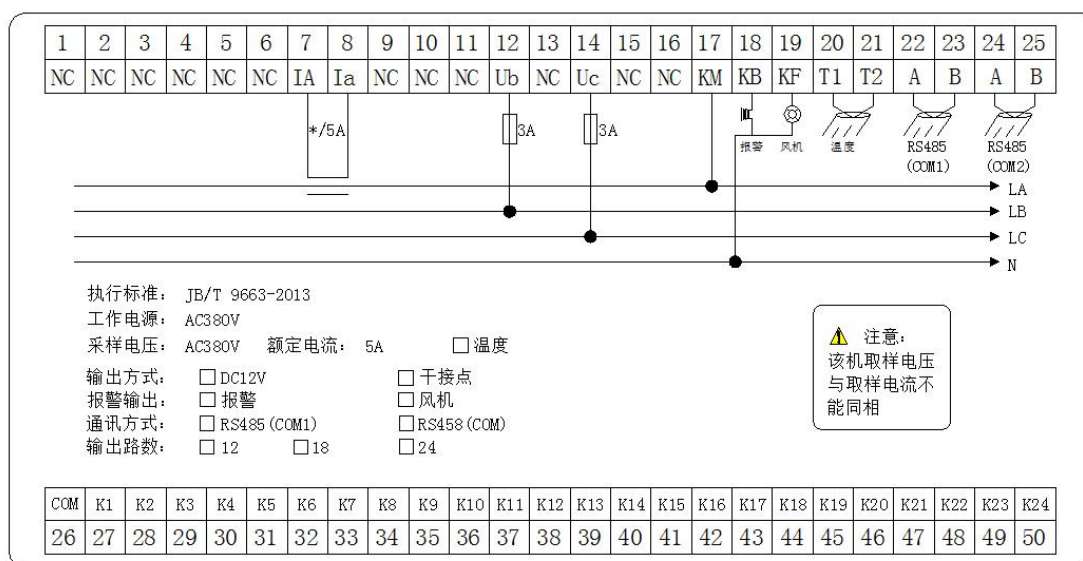 1 2 3 4 5 6 7 8 9 10 11 12 13 14 15 16 17 18 19 20 21 22 23 24 25
NC NC NC NC NC NC IA Ia NC NC NC Ub NC Uc NC NC KM KB KF T1 T2 A B A B
*/5A 3A 3A
报警 风机 温度 RS485 RS485
(COM1) (COM2)
LA
LB
LC
N
执行标准: JB/T 9663-2013
工作电源: AC380V
采样电压: AC380V 额定电流: 5A 温度
输出方式: DC12V 干接点
报警输出: 报警 风机
通讯方式: RS485(COM1) RS458(COM)
输出路数: 12 18 24
注意:
该机取样电压
与取样电流不
能同相
COM K1 K2 K3 K4 K5 K6 K7 K8 K9 K10 K11 K12 K13 K14 K15 K16 K17 K18 K19 K20 K21 K22 K23 K24
26 27 28 29 30 31 32 33 34 35 36 37 38 39 40 41 42 43 44 45 46 47 48 49 50